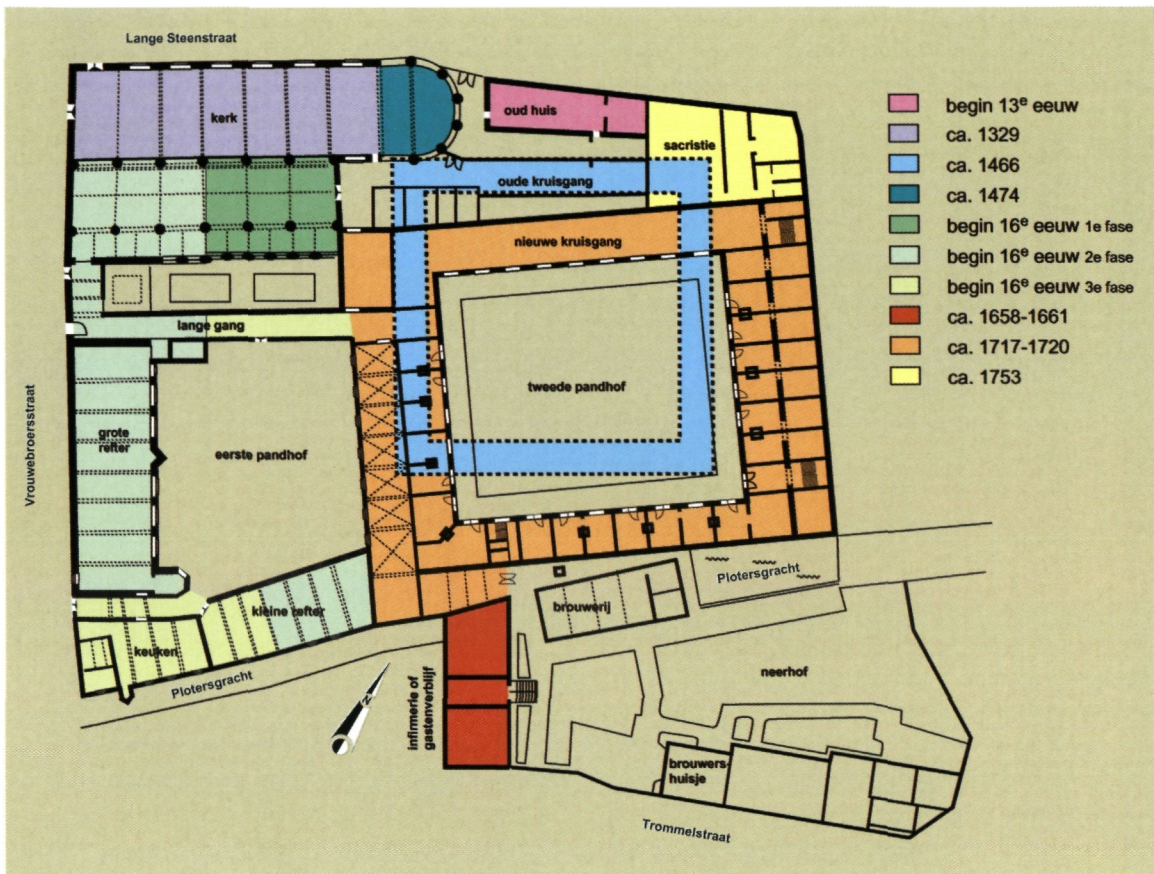 Lange Steenstraat
kerk
oud huis
sacristie
oude kruisgang
nieuwe kruisgang
lange gang
tweede pandhof
Vrouwebroersstraat
grote
refter
eerste pandhof
kleine refter
keuken
Plotersgracht
Plotersgracht
brouwerij
infirmerie of
gastenverblijf
neerhof
brouwers-
huisje
Trommelstraat
N
begin 13e eeuw
ca. 1329
ca. 1466
ca. 1474
begin 16e eeuw 1e fase
begin 16e eeuw 2e fase
begin 16e eeuw 3e fase
ca. 1658-1661
ca. 1717-1720
ca. 1753